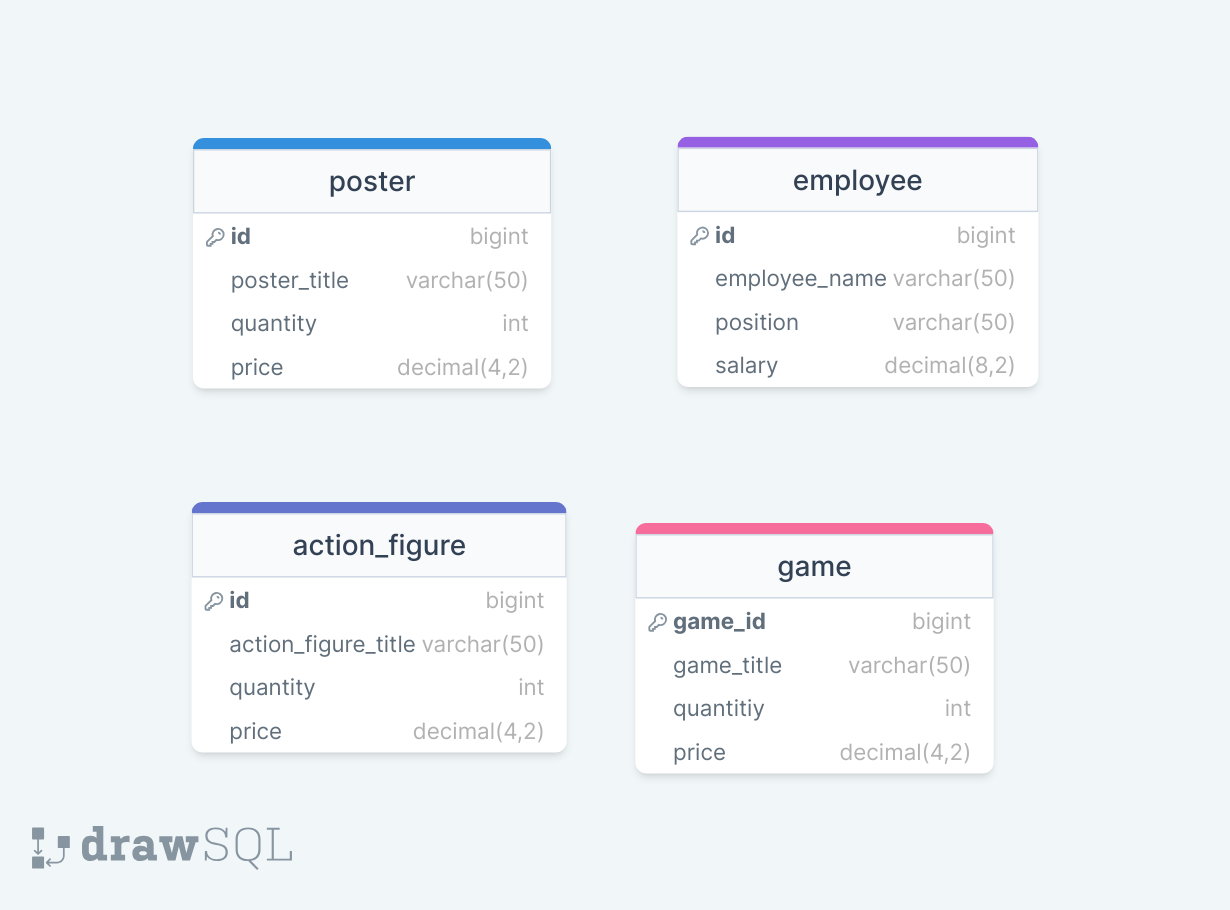 poster
id bigint
poster_title varchar(50)
quantity int
price decimal(4,2)
employee
id bigint
employee_name varchar(50)
position varchar(50)
salary decimal(8,2)
action_figure
id bigint
action_figure_title varchar(50)
quantity int
price decimal(4,2)
game
game_id bigint
game_title varchar(50)
quantitiy int
price decimal(4,2)
drawSQL